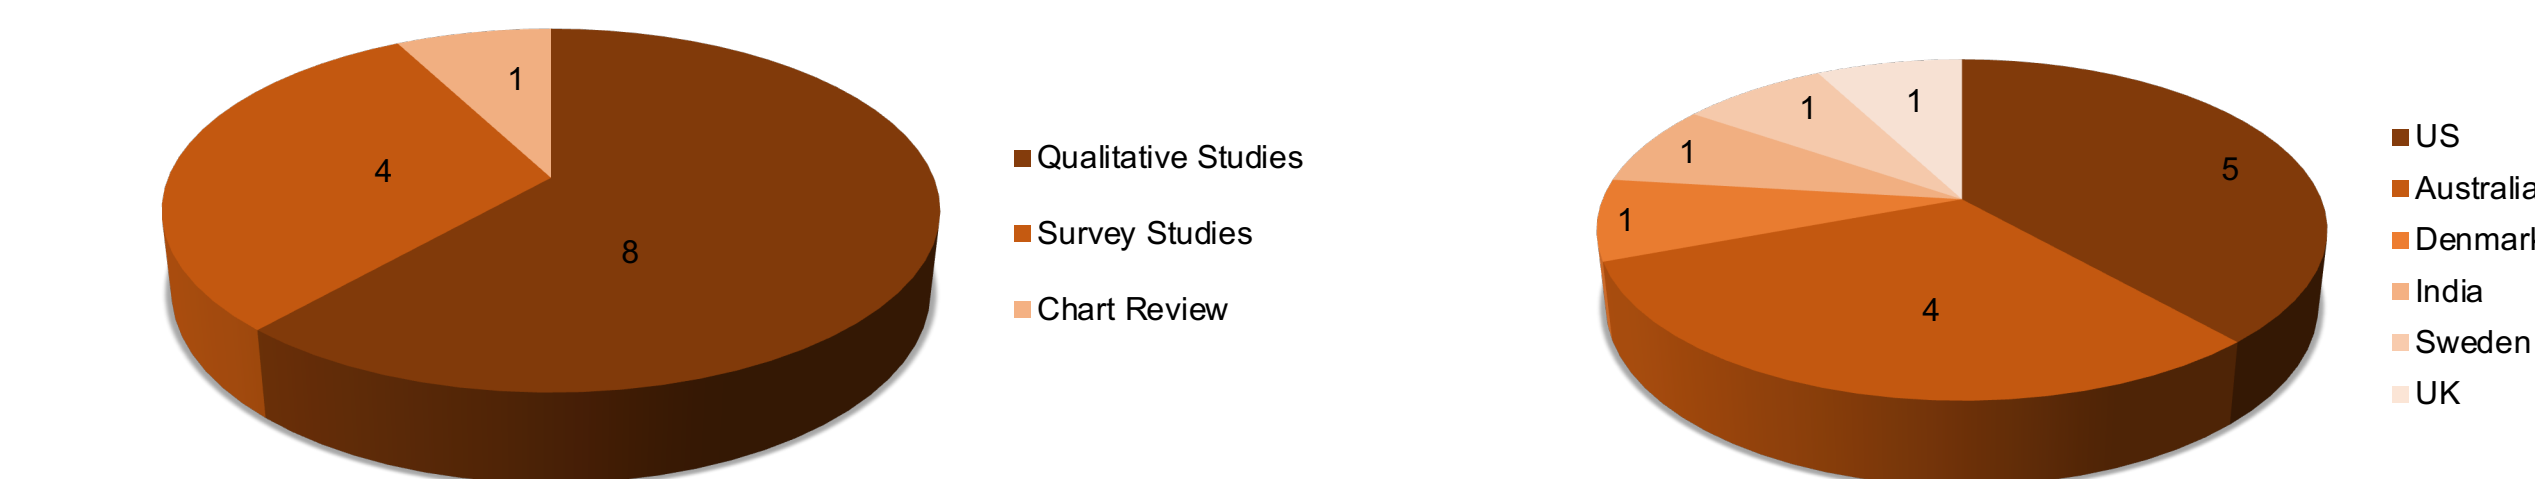 1
4
8
Qualitative Studies
Survey Studies
Chart Review
1
1
1
1
5
4
US
Australia
Denmark
India
Sweden
UK